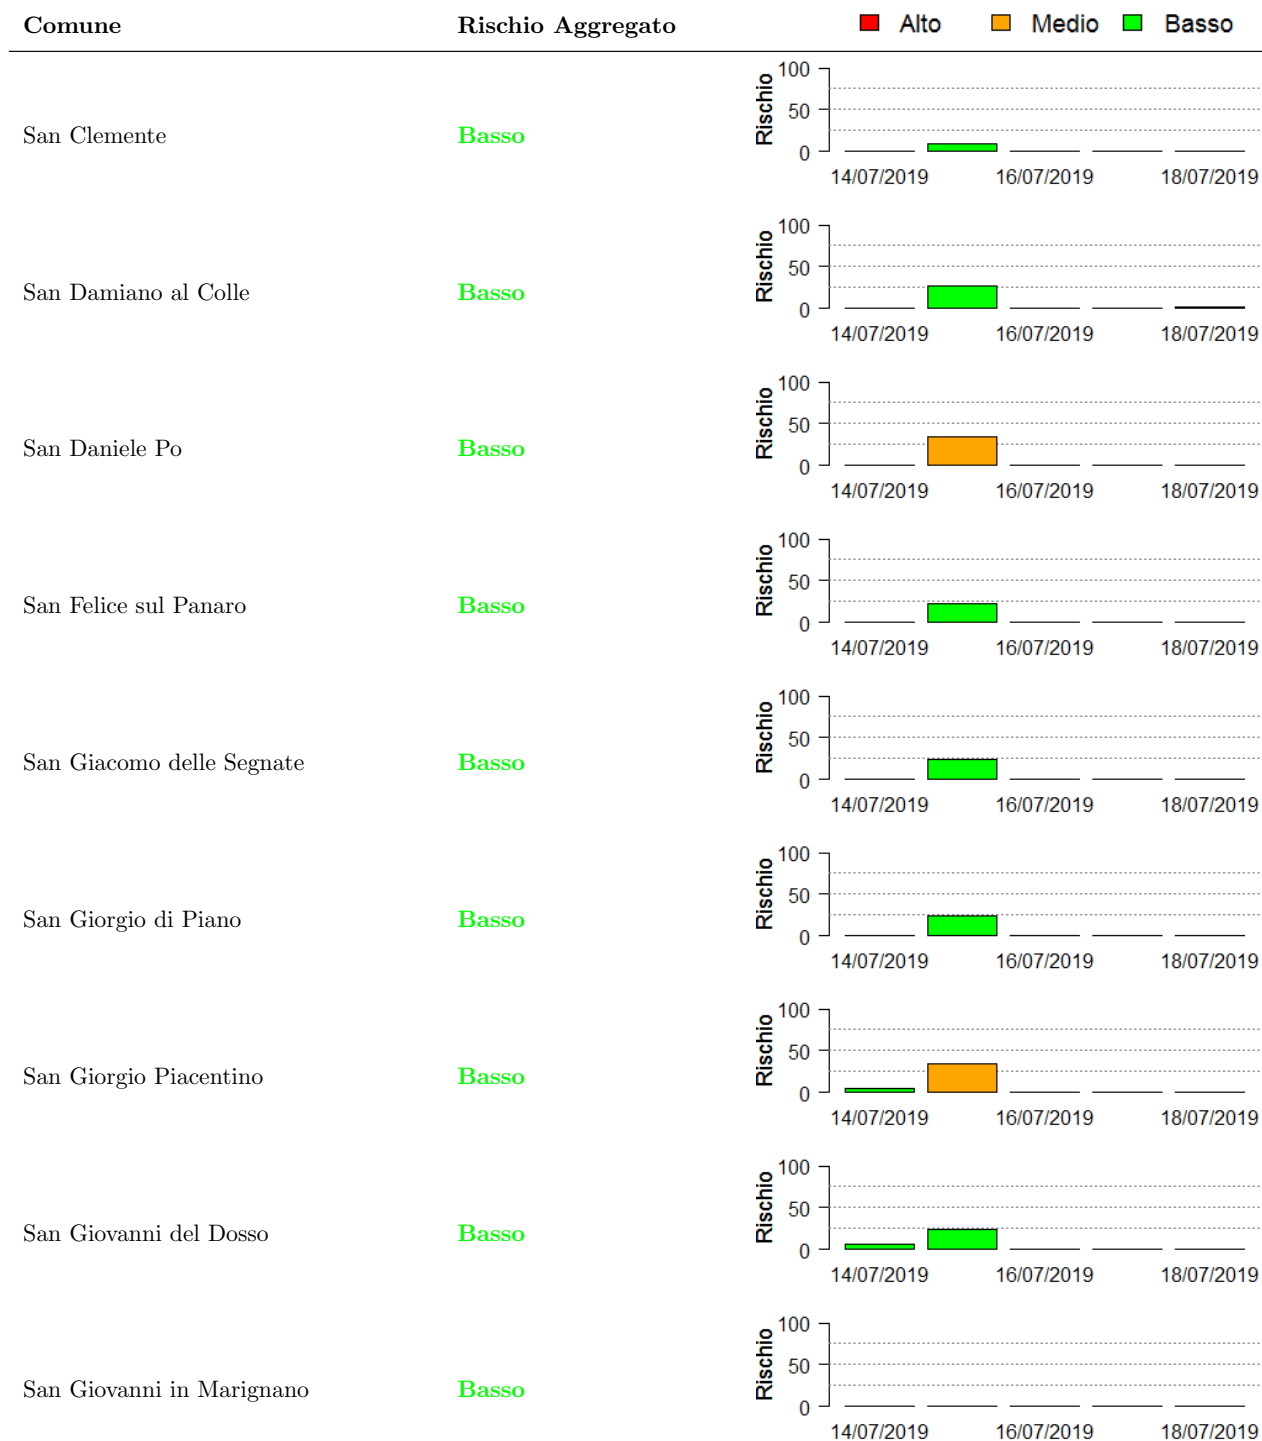 Comune Rischio Aggregato Alto Medio Basso
San Clemente Basso Rischio 100 50 0
14/07/2019 16/07/2019 18/07/2019
San Damiano al Colle Basso Rischio 100 50 0
14/07/2019 16/07/2019 18/07/2019
San Daniele Po Basso Rischio 100 50 0
14/07/2019 16/07/2019 18/07/2019
San Felice sul Panaro Basso Rischio 100 50 0
14/07/2019 16/07/2019 18/07/2019
San Giacomo delle Segnate Basso Rischio 100 50 0
14/07/2019 16/07/2019 18/07/2019
San Giorgio di Piano Basso Rischio 100 50 0
14/07/2019 16/07/2019 18/07/2019
San Giorgio Piacentino Basso Rischio 100 50 0
14/07/2019 16/07/2019 18/07/2019
San Giovanni del Dosso Basso Rischio 100 50 0
14/07/2019 16/07/2019 18/07/2019
San Giovanni in Marignano Basso Rischio 100 50 0
14/07/2019 16/07/2019 18/07/2019